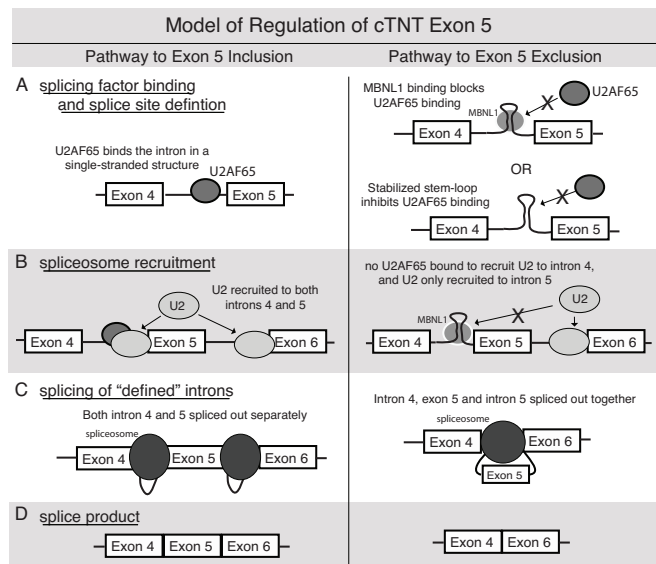 Model of Regulation of cTNT Exon 5
Pathway to Exon 5 Inclusion
Pathway to Exon 5 Exclusion
A splicing factor binding
and splice site defintion
U2AF65 binds the intron in a
single-stranded structure
U2AF65
Exon 4
Exon 5
MBNL1 binding blocks
U2AF65 binding
MBNL1
U2AF65
X
Exon 4
Exon 5
OR
Stabilized stem-loop
inhibits U2AF65 binding
X
Exon 4
Exon 5
B spliceosome recruitment
U2
U2 recruited to both
introns 4 and 5
Exon 4
Exon 5
Exon 6
no U2AF65 bound to recruit U2 to intron 4,
and U2 only recruited to intron 5
MBNL1
X
U2
Exon 4
Exon 5
Exon 6
C splicing of “defined” introns
Both intron 4 and 5 spliced out separately
spliceosome
Exon 4
Exon 5
Exon 6
Intron 4, exon 5 and intron 5 spliced out together
spliceosome
Exon 4
Exon 6
Exon 5
D splice product
Exon 4
Exon 5
Exon 6
Exon 4
Exon 6